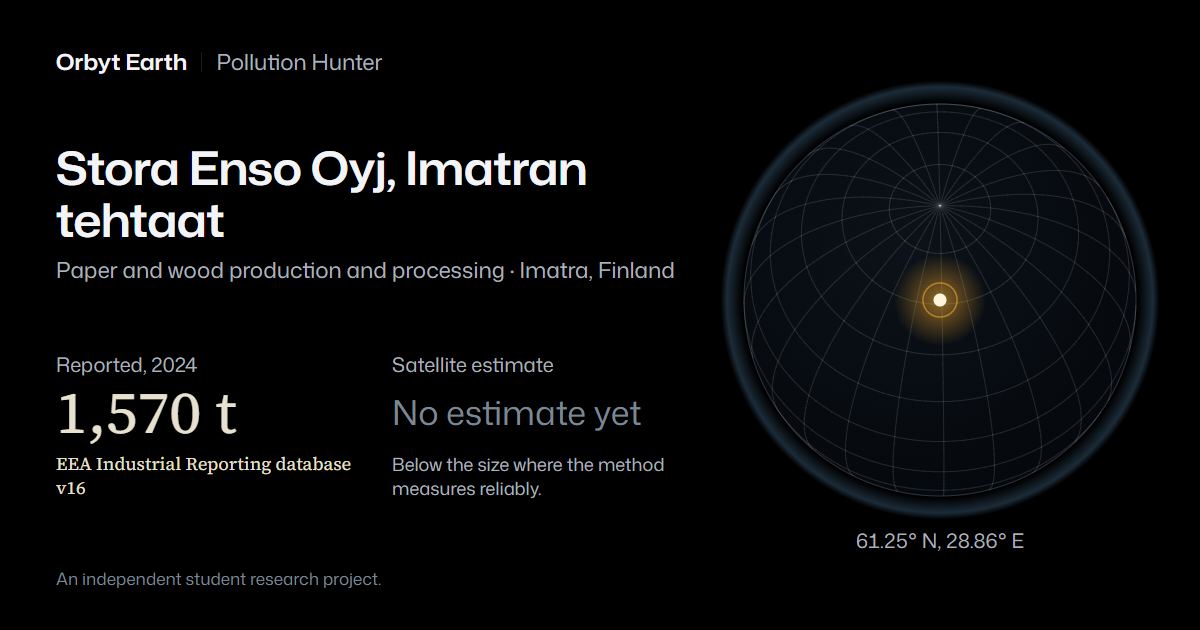 Orbyt Earth | Pollution Hunter
Stora Enso Oyj, Imatran
tehtaat
Paper and wood production and processing · Imatra, Finland
Reported, 2024
1,570 t
EEA Industrial Reporting database
v16
Satellite estimate
No estimate yet
Below the size where the method
measures reliably.
61.25° N, 28.86° E
An independent student research project.